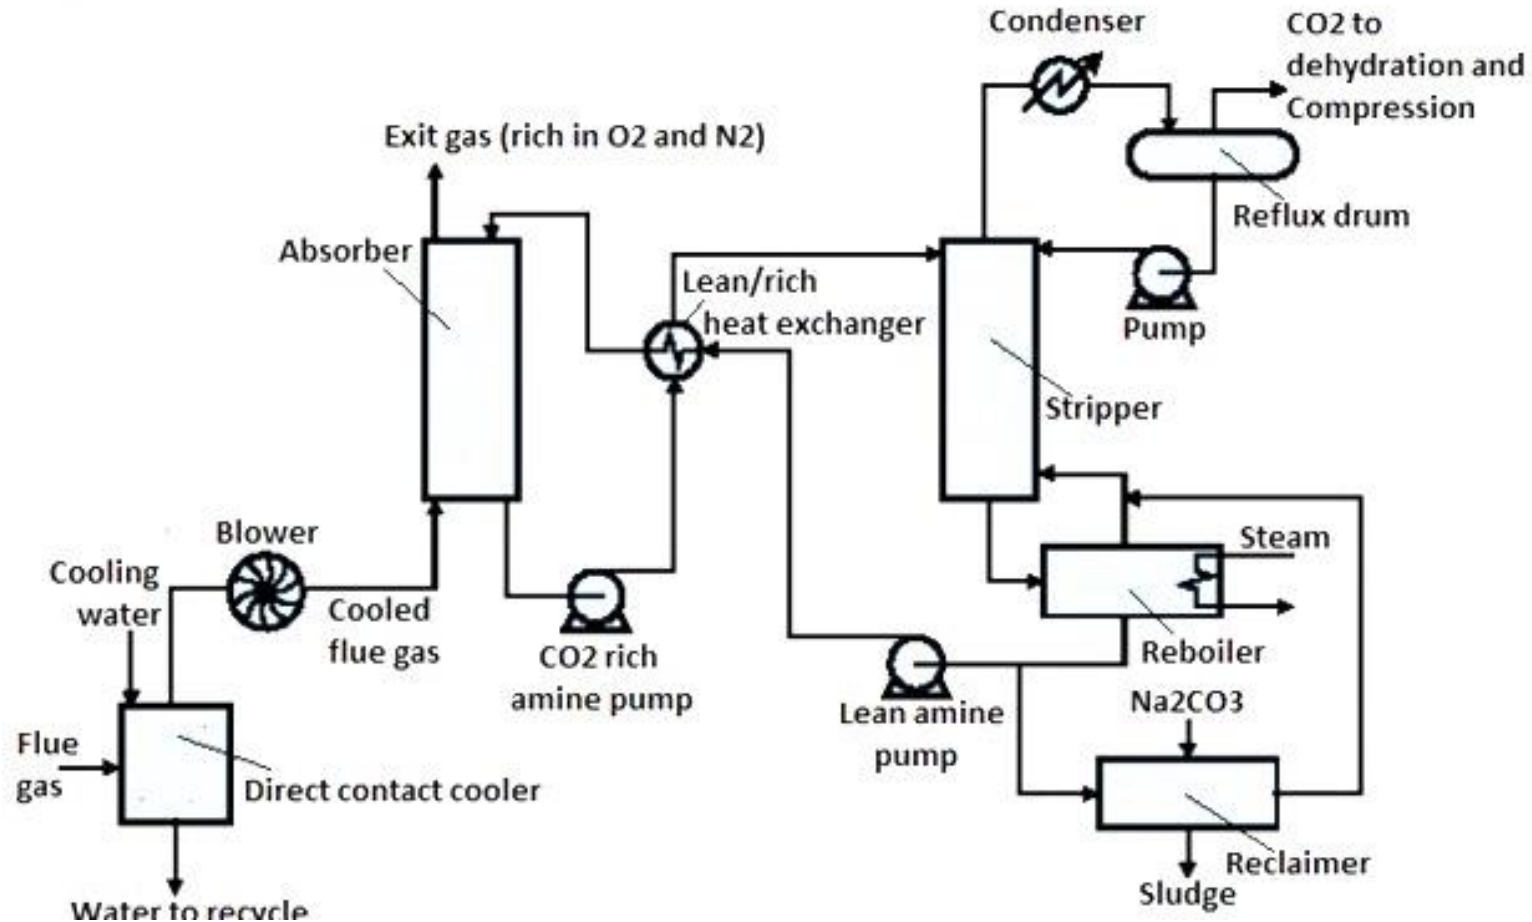 Condenser
CO2 to
dehydration and
Compression
Exit gas (rich in O2 and N2)
Reflux drum
Absorber
Lean/rich
heat exchanger
Pump
Stripper
Blower
Cooling
water
Cooled
flue gas
Steam
CO2 rich
amine pump
Reboiler
Lean amine
pump
Na2CO3
Flue
gas
Direct contact cooler
Reclaimer
Sludge
Water to recycle